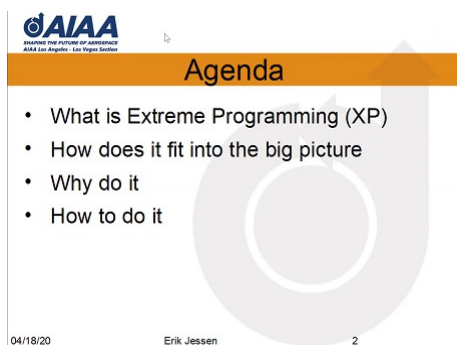 AIAA
SHAPING THE FUTURE OF AEROSPACE
AIAA Los Angeles - Las Vegas Section
Agenda
• What is Extreme Programming (XP)
• How does it fit into the big picture
• Why do it
• How to do it
04/18/20 Erik Jessen 2